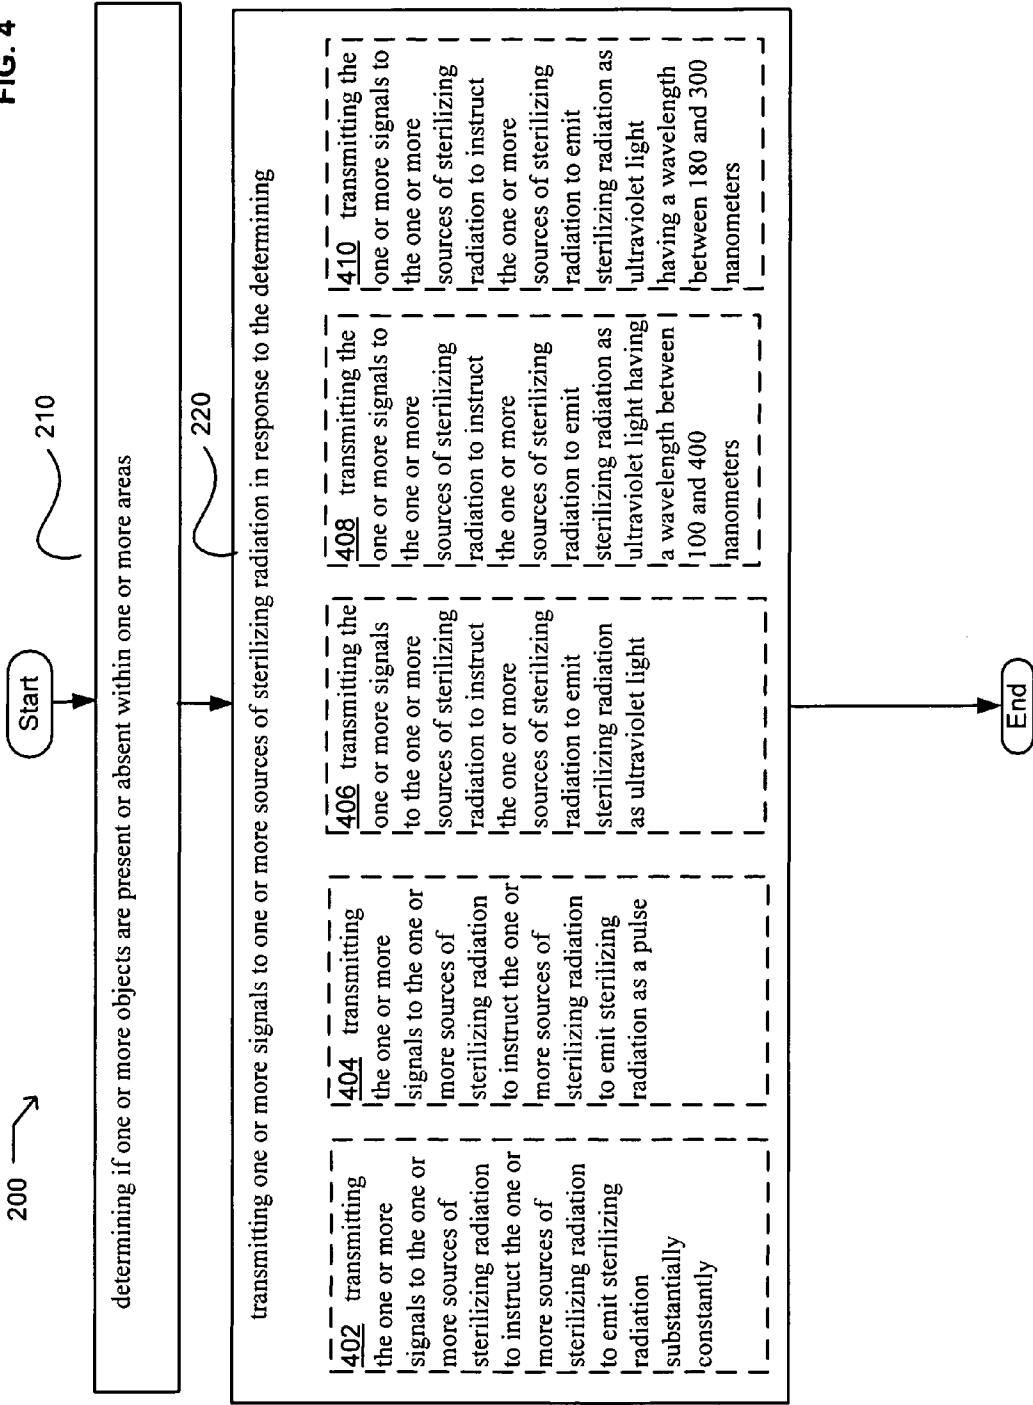 FIG. 4
200
Start
210
determining if one or more objects are present or absent within one or more areas
220
transmitting one or more signals to one or more sources of sterilizing radiation in response to the determining
402 transmitting
the one or more
signals to the one or
more sources of
sterilizing radiation
to instruct the one or
more sources of
sterilizing radiation
to emit sterilizing
radiation
substantially
constantly
404 transmitting
the one or more
signals to the one or
more sources of
sterilizing radiation
to instruct the one or
more sources of
sterilizing radiation
to emit sterilizing
radiation as a pulse
406 transmitting the
one or more signals
to the one or more
sources of sterilizing
radiation to instruct
the one or more
sources of sterilizing
radiation to emit
sterilizing radiation
as ultraviolet light
408 transmitting the
one or more signals to
the one or more
sources of sterilizing
radiation to instruct
the one or more
sources of sterilizing
radiation to emit
sterilizing radiation as
ultraviolet light having
a wavelength between
100 and 400
nanometers
410 transmitting the
one or more signals to
the one or more
sources of sterilizing
radiation to instruct
the one or more
sources of sterilizing
radiation to emit
sterilizing radiation as
ultraviolet light
having a wavelength
between 180 and 300
nanometers
End